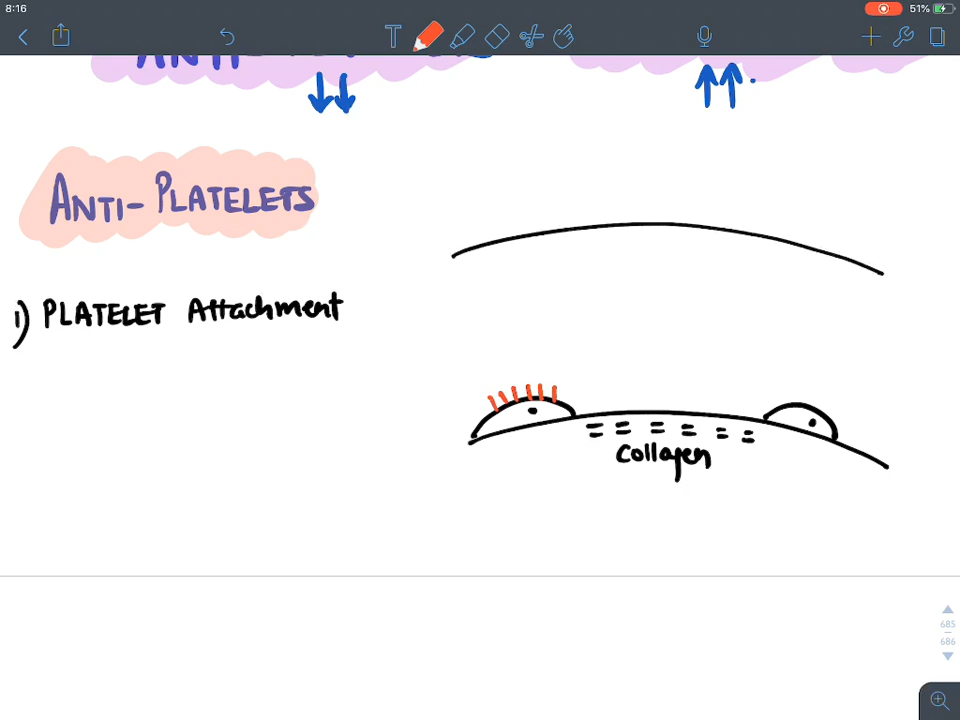 8:16
51%
T
ANTI-PLATELETS
1) PLATELET Attachment
Collagen
685
686